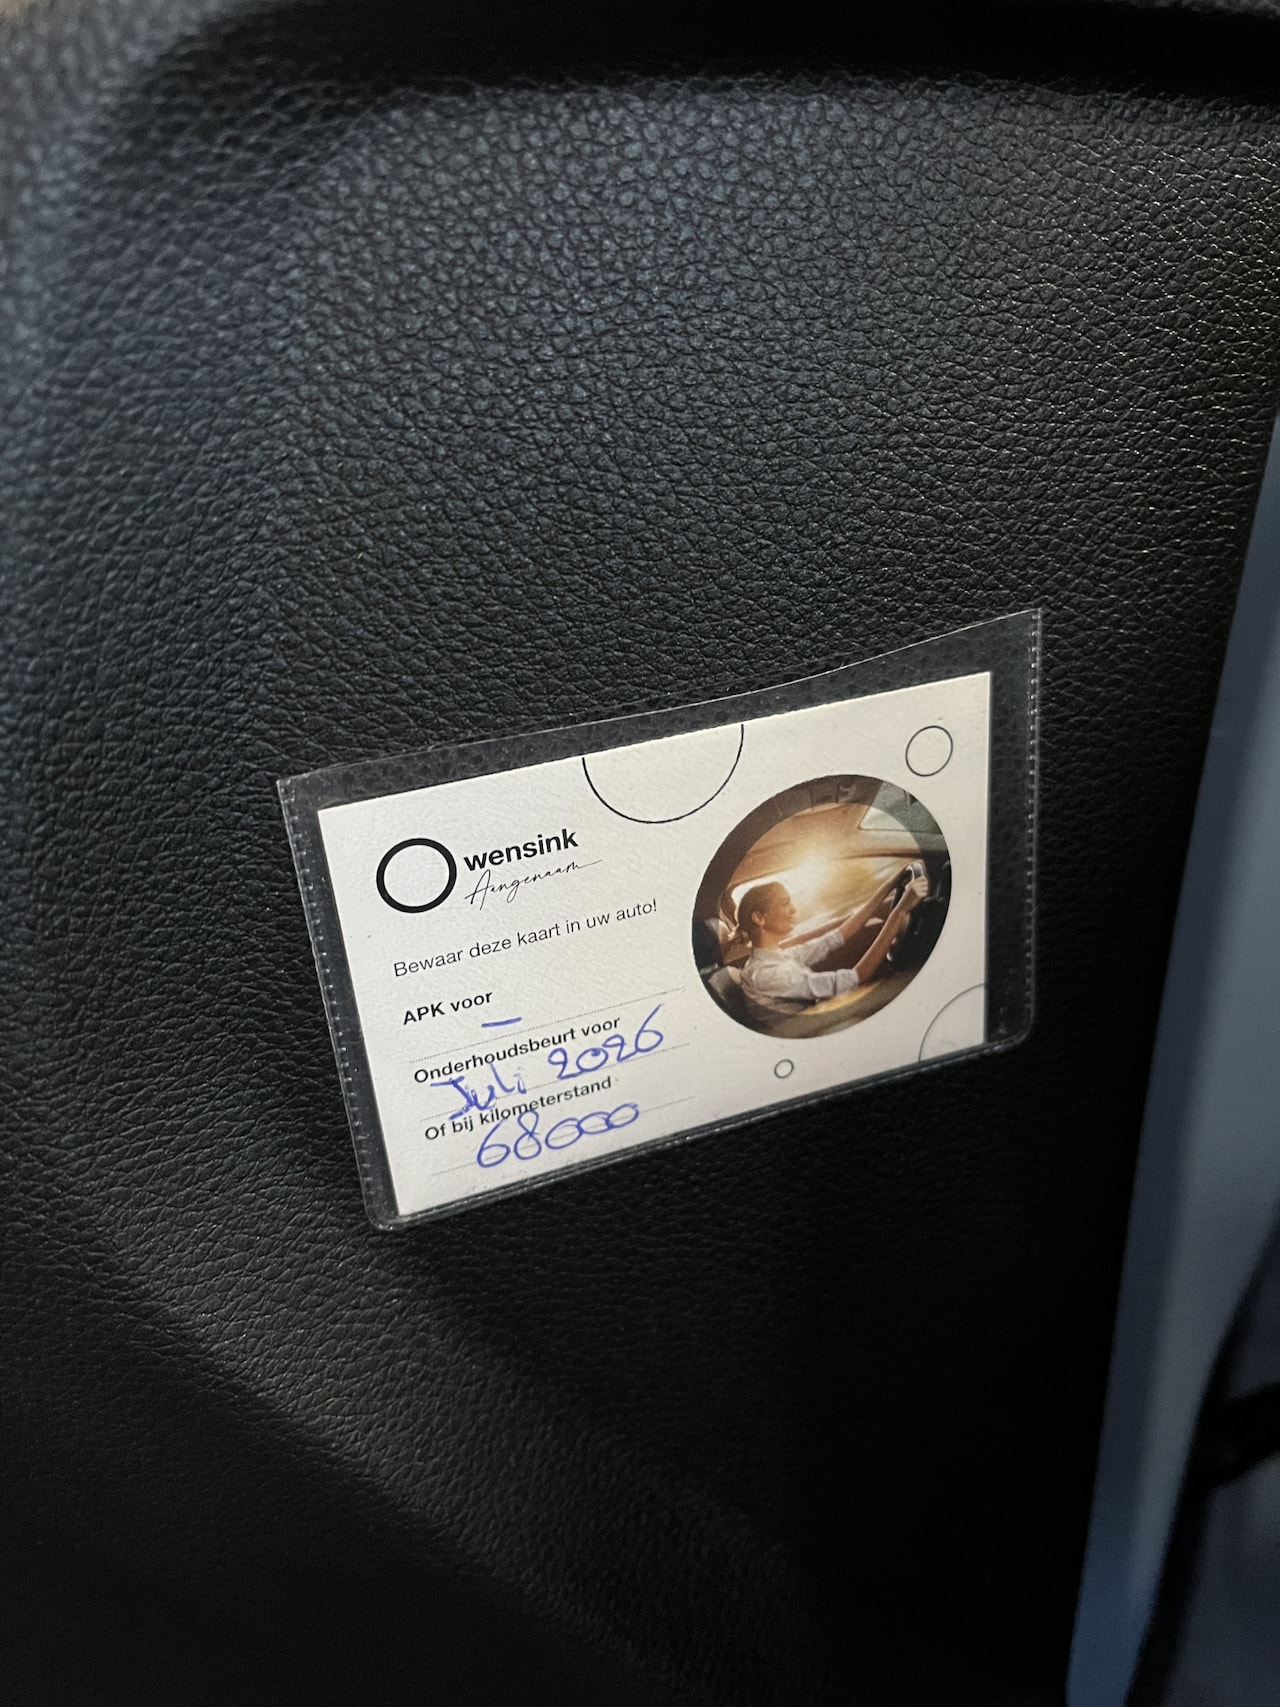 wensink
Aangenaam
Bewaar deze kaart in uw auto!
APK voor
—
Onderhoudsbeurt voor
Juli 2026
Of bij kilometerstand
68000